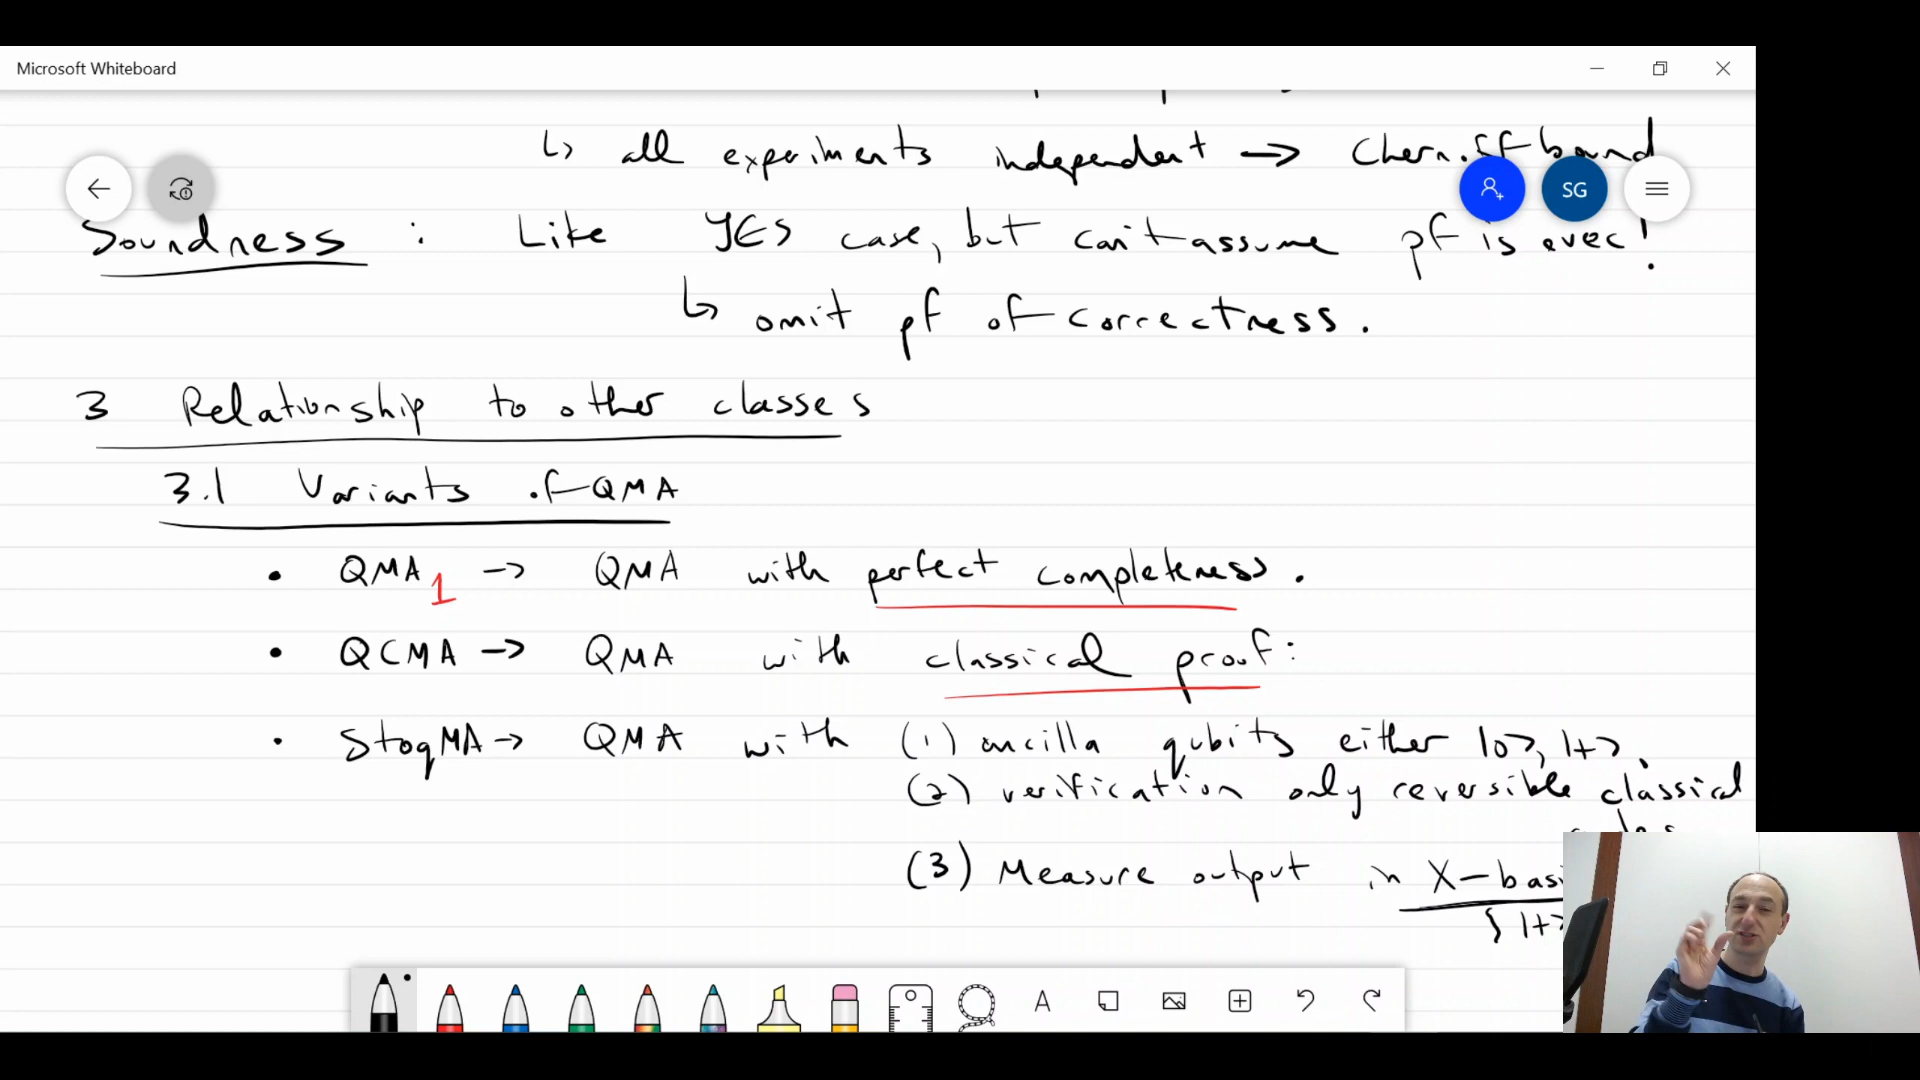 Microsoft Whiteboard
↳ all experiments independent → Chernoff bound
SG
Soundness : Like YES case, but can't assume pf is avec!
↳ omit pf of correctness.
3 Relationship to other classes
3.1 Variants of QMA
• QMA1 → QMA with perfect completeness.
• QCMA → QMA with classical proof:
• StoqMA → QMA with (1) ancilla qubits either |0>, |+>.
(2) verification only reversible classical
(3) Measure output in X-basi
{ |+>
A